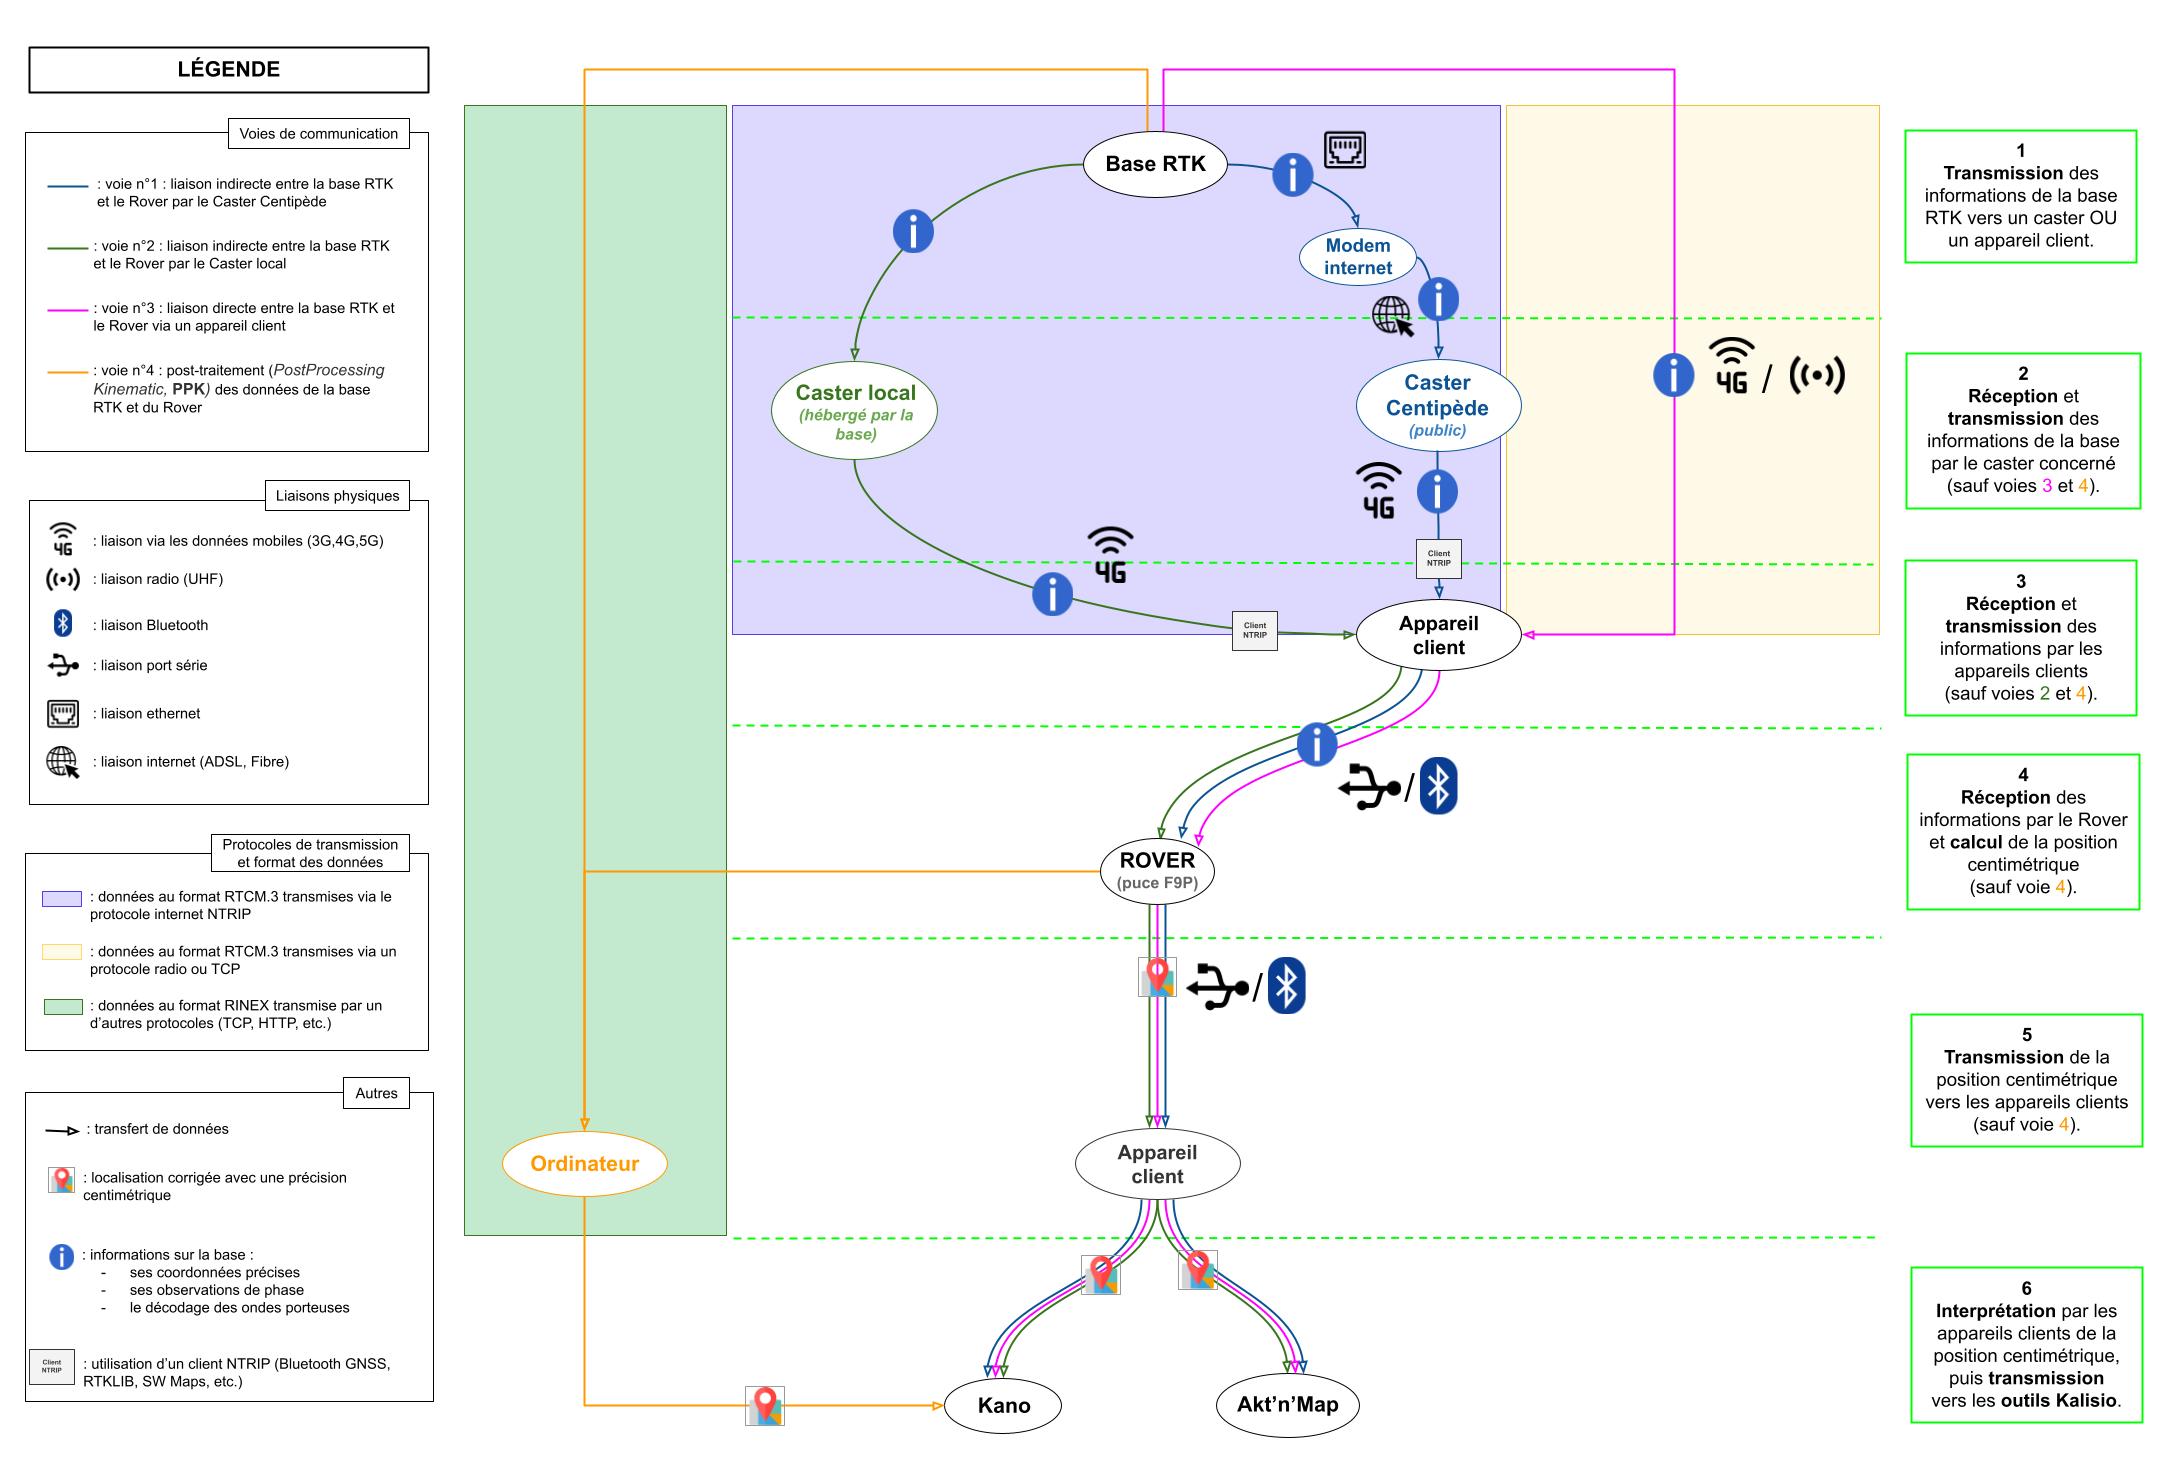 LÉGENDE
Voies de communication
: voie n°1 : liaison indirecte entre la base RTK
et le Rover par le Caster Centipède
: voie n°2 : liaison indirecte entre la base RTK
et le Rover par le Caster local
: voie n°3 : liaison directe entre la base RTK et
le Rover via un appareil client
: voie n°4 : post-traitement (PostProcessing
Kinematic, PPK) des données de la base
RTK et du Rover
Liaisons physiques
4G
: liaison via les données mobiles (3G,4G,5G)
: liaison radio (UHF)
: liaison Bluetooth
: liaison port série
: liaison ethernet
: liaison internet (ADSL, Fibre)
Protocoles de transmission
et format des données
: données au format RTCM.3 transmises via le
protocole internet NTRIP
: données au format RTCM.3 transmises via un
protocole radio ou TCP
: données au format RINEX transmise par un
d'autres protocoles (TCP, HTTP, etc.)
Autres
: transfert de données
: localisation corrigée avec une précision
centimétrique
i
: informations sur la base :
- ses coordonnées précises
- ses observations de phase
- le décodage des ondes porteuses
Client
NTRIP
: utilisation d'un client NTRIP (Bluetooth GNSS,
RTKLIB, SW Maps, etc.)
Base RTK
i
i
Modem
internet
i
Caster local
(hébergé par la
base)
Caster
Centipède
(public)
i
4G
/
4G
i
4G
i
Client
NTRIP
Client
NTRIP
Appareil
client
i
/
ROVER
(puce F9P)
/
Ordinateur
Appareil
client
Kano
Akt'n'Map
1
Transmission des
informations de la base
RTK vers un caster OU
un appareil client.
2
Réception et
transmission des
informations de la base
par le caster concerné
(sauf voies 3 et 4).
3
Réception et
transmission des
informations par les
appareils clients
(sauf voies 2 et 4).
4
Réception des
informations par le Rover
et calcul de la position
centimétrique
(sauf voie 4).
5
Transmission de la
position centimétrique
vers les appareils clients
(sauf voie 4).
6
Interprétation par les
appareils clients de la
position centimétrique,
puis transmission
vers les outils Kalisio.